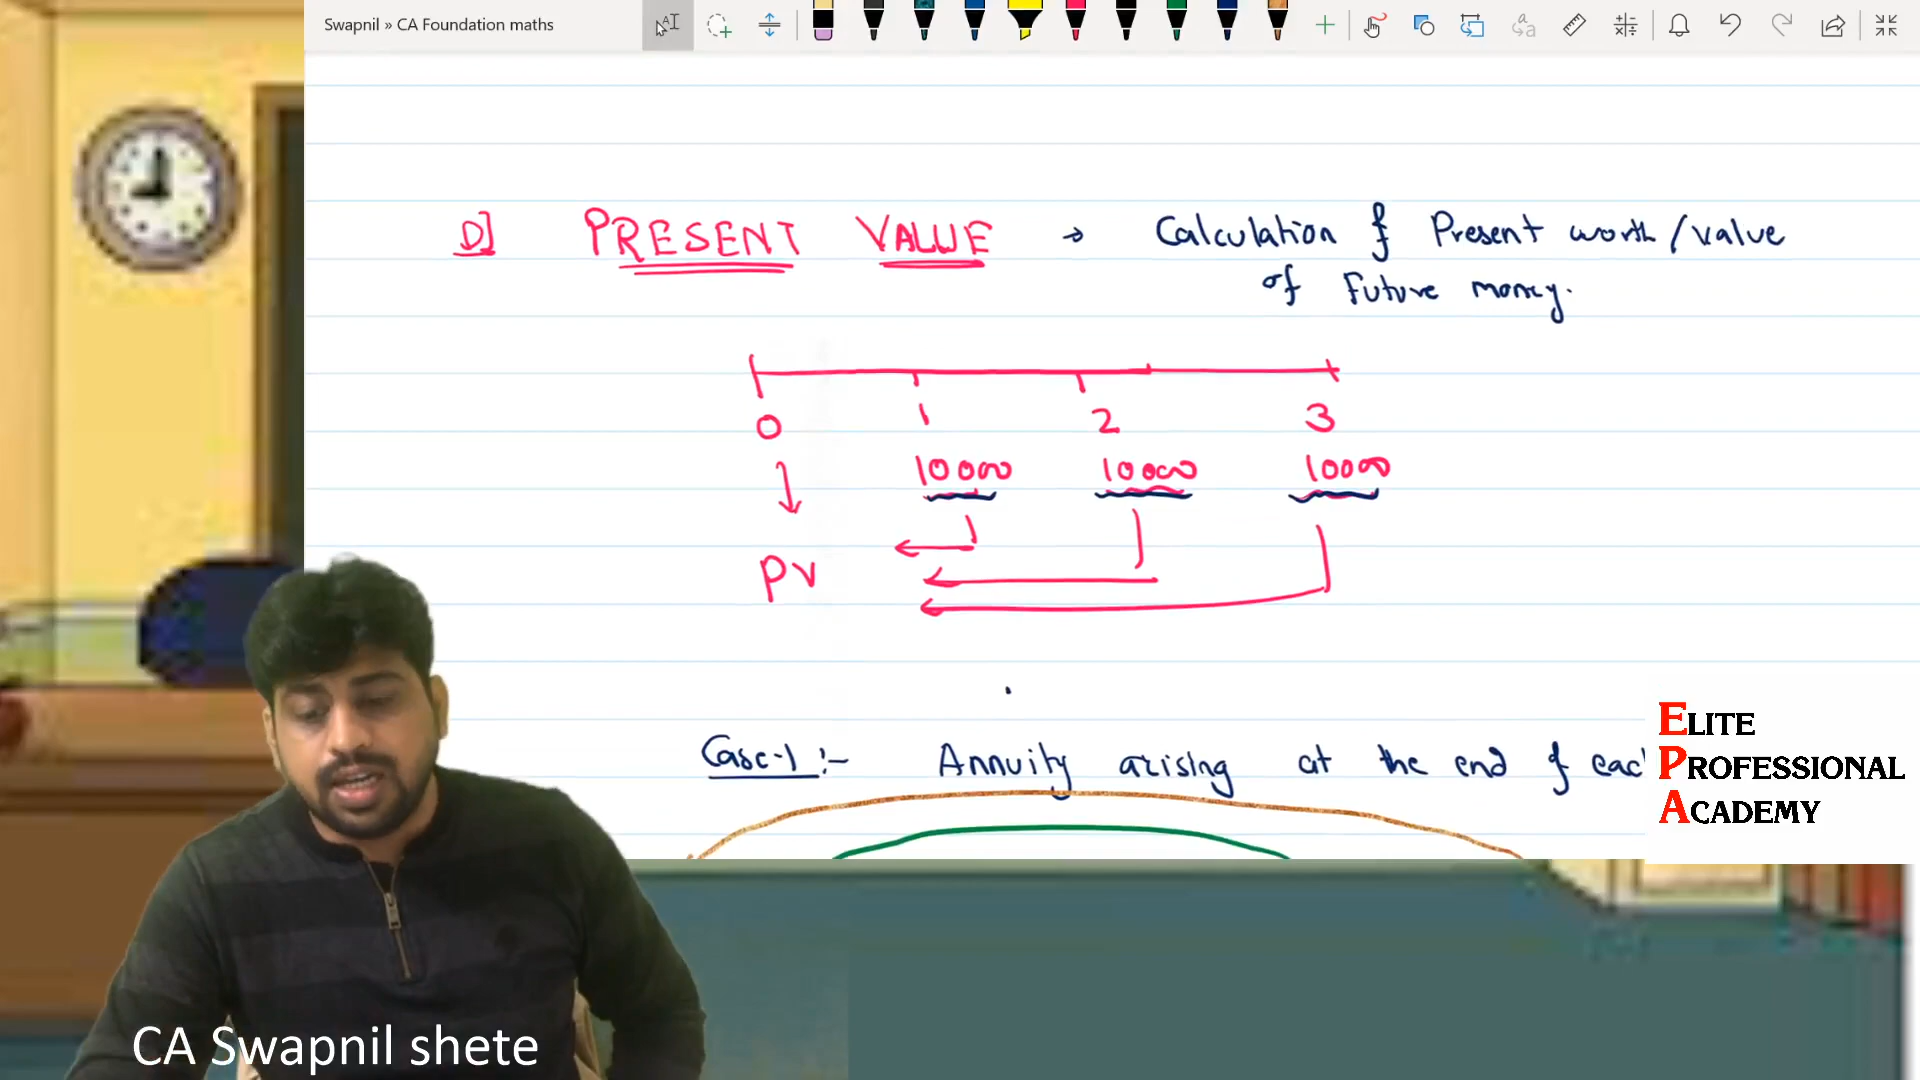 Swapnil » CA Foundation maths
D] PRESENT VALUE → Calculation of Present worth/value
of Future money.
0 1 2 3
10000 10000 10000
PV
Case-1 :- Annuity arising at the end of eac
ELITE
PROFESSIONAL
ACADEMY
CA Swapnil shete